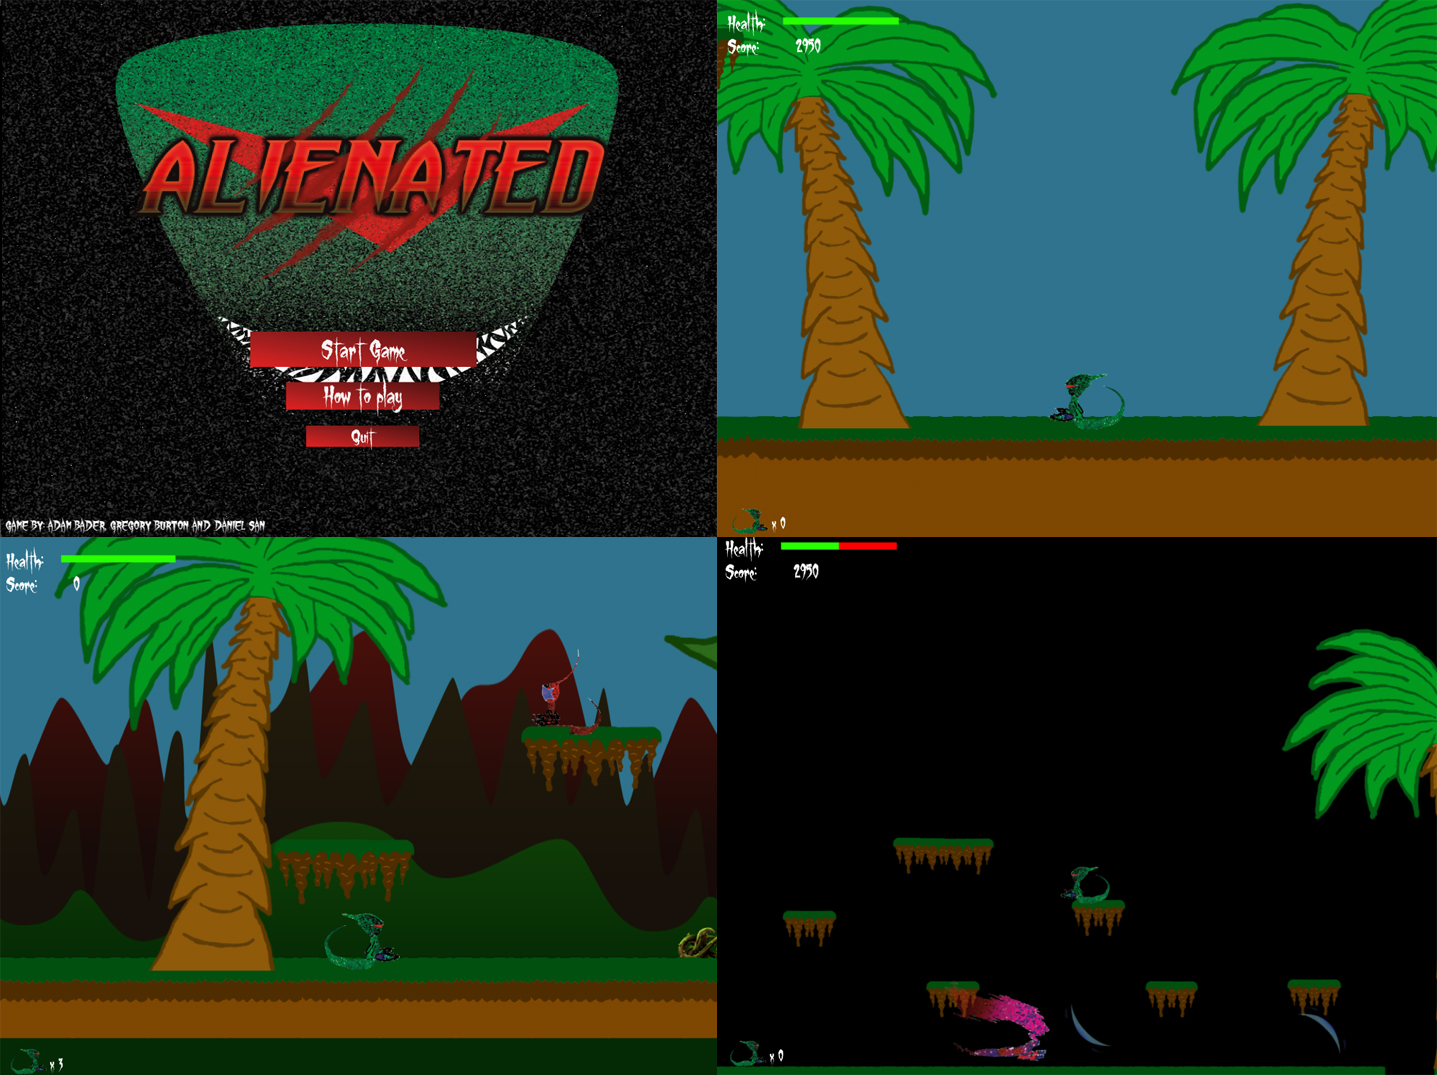 ALIENATED
Start Game
How to play
Quit
GAME BY: ADAM BADER, GREGORY BURTON AND DANIEL SAN
Health:
Score: 2950
x 0
Health:
Score: 0
x 3
Health:
Score: 2950
x 0